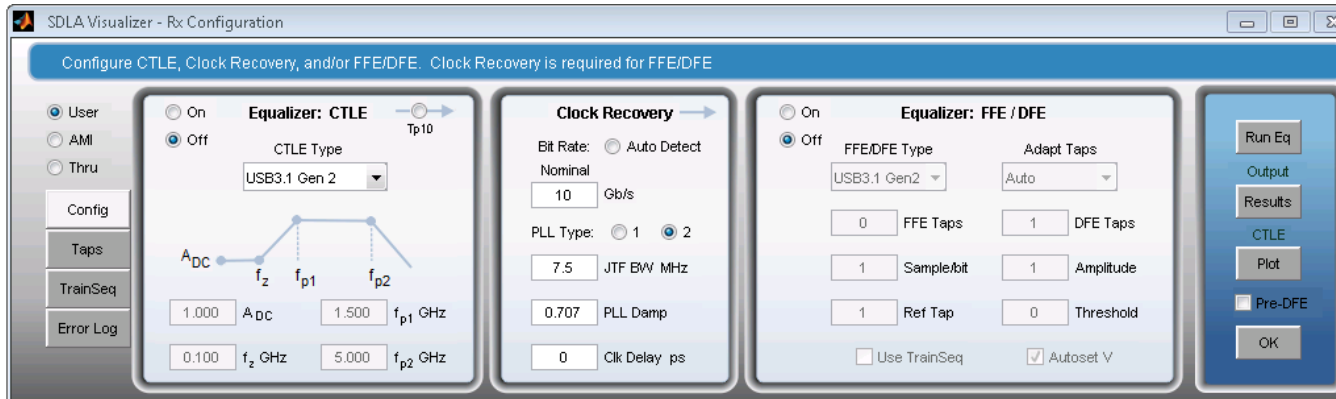 SDLA Visualizer - Rx Configuration
Configure CTLE, Clock Recovery, and/or FFE/DFE. Clock Recovery is required for FFE/DFE
User
AMI
Thru
Config
Taps
TrainSeq
Error Log
On
Off
Equalizer: CTLE
Tp10
CTLE Type
USB3.1 Gen 2
ADC
fz
fp1
fp2
1.000 ADC 1.500 fp1 GHz
0.100 fz GHz 5.000 fp2 GHz
Clock Recovery
Bit Rate: Auto Detect
Nominal
10 Gb/s
PLL Type: 1 2
7.5 JTF BW MHz
0.707 PLL Damp
0 Clk Delay ps
On
Off
Equalizer: FFE / DFE
FFE/DFE Type Adapt Taps
USB3.1 Gen2 Auto
0 FFE Taps 1 DFE Taps
1 Sample/bit 1 Amplitude
1 Ref Tap 0 Threshold
Use TrainSeq Autoset V
Run Eq
Output
Results
CTLE
Plot
Pre-DFE
OK